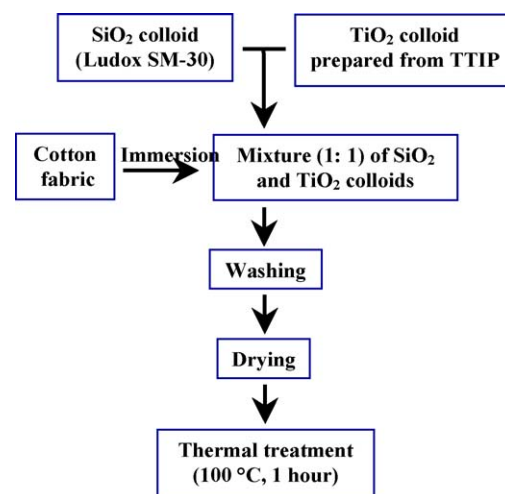 SiO₂ colloid
(Ludox SM-30)
TiO₂ colloid
prepared from TTIP
Cotton
fabric
Immersion
Mixture (1: 1) of SiO₂
and TiO₂ colloids
Washing
Drying
Thermal treatment
(100 °C, 1 hour)